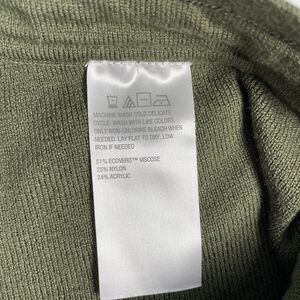 MACHINE WASH COLD DELICATE
CYCLE. WASH WITH LIKE COLORS.
ONLY NON-CHLORINE BLEACH WHEN
NEEDED. LAY FLAT TO DRY. LOW
IRON IF NEEDED
51% ECOVERO™ VISCOSE
25% NYLON
24% ACRYLIC